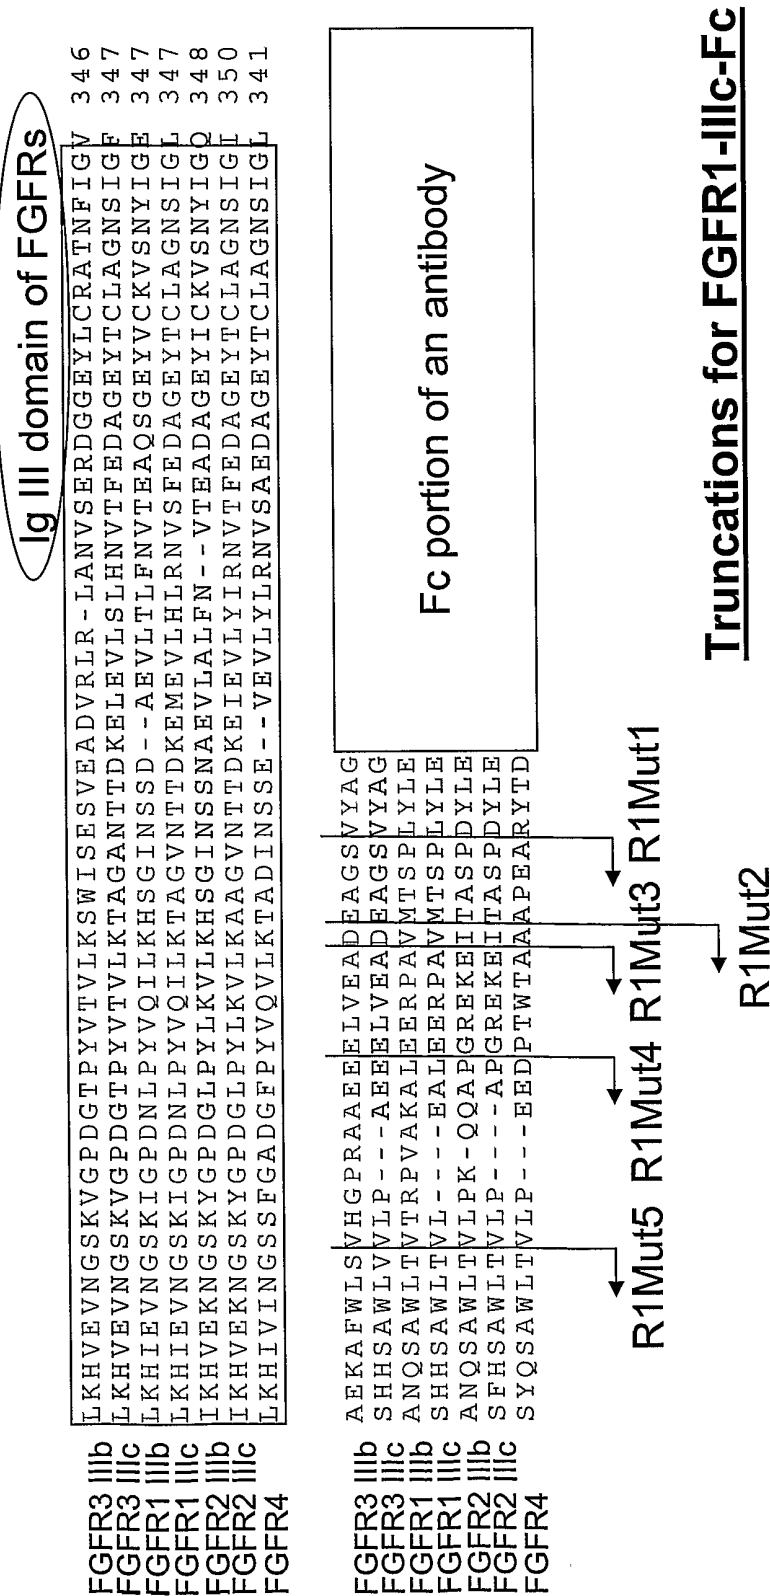 Ig III domain of FGFRs
FGFR3 IIIb LKHVEVNGSKVGPDGTPYVTVLKSWISESVEADVRLR-LANVSERDGGEYLCRATNFIGV 346
FGFR3 IIIc LKHVEVNGSKVGPDGTPYVTVLKTAGANTTDKELEVLSLHNVTFEDAGEYTCLAGNSIGF 347
FGFR1 IIIb LKHIEVNGSKIGPDNLPYVQILKHSGINSSD--AEVLTLFNVTEAQSGEYVCKVSNYIGE 347
FGFR1 IIIc LKHIEVNGSKIGPDNLPYVQILKTAGVNTTDKEMEVLHLRNVSFEDAGEYTCLAGNSIGL 347
FGFR2 IIIb IKHVEKNGSKYGPDGLPYLKVLKHSGINSSNAEVLALFN--VTEADAGEYICKVSNYIGQ 348
FGFR2 IIIc IKHVEKNGSKYGPDGLPYLKVLKAAGVNTTDKEIEVLYIRNVTFEDAGEYTCLAGNSIGI 350
FGFR4 LKHIVINGSSFGADGFPYVQVLKTADINSSE--VEVLYLRNVSAEDAGEYTCLAGNSIGL 341
FGFR3 IIIb AEKAFWLSVHGPRAAEEELVEADEAGSVYAG
FGFR3 IIIc SHHSAWLVVLP---AEEELVEADEAGSVYAG
FGFR1 IIIb ANQSAWLTVTRPVAKALEERPAVMTSPLYLE
FGFR1 IIIc SHHSAWLTVL----EALEERPAVMTSPLYLE
FGFR2 IIIb ANQSAWLTVLPK-QQAPGREKEITASPDYLE
FGFR2 IIIc SFHSAWLTVLP----APGREKEITASPDYLE
FGFR4 SYQSAWLTVLP---EEDPTWTAAAPEARYTD
Fc portion of an antibody
R1Mut5 R1Mut4 R1Mut3 R1Mut1
R1Mut2
Truncations for FGFR1-IIIc-Fc